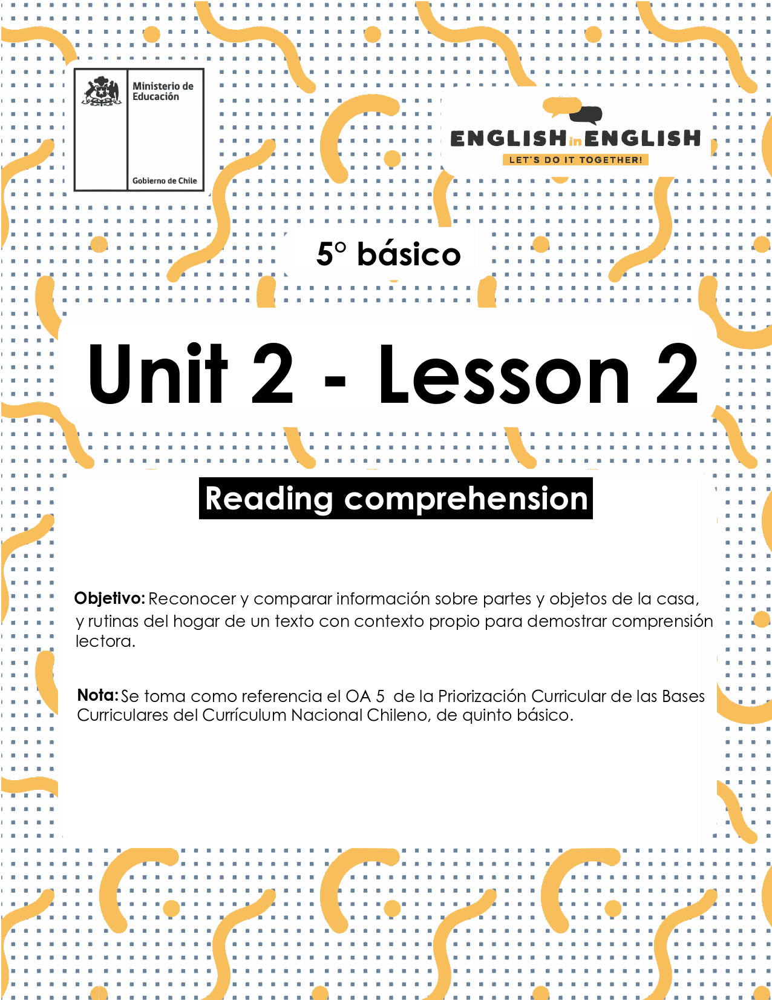 Ministerio de
Educación
Gobierno de Chile
ENGLISH in ENGLISH
LET´S DO IT TOGETHER!
5° básico
Unit 2 - Lesson 2
Reading comprehension
Objetivo: Reconocer y comparar información sobre partes y objetos de la casa,
y rutinas del hogar de un texto con contexto propio para demostrar comprensión
lectora.
Nota: Se toma como referencia el OA 5 de la Priorización Curricular de las Bases
Curriculares del Currículum Nacional Chileno, de quinto básico.